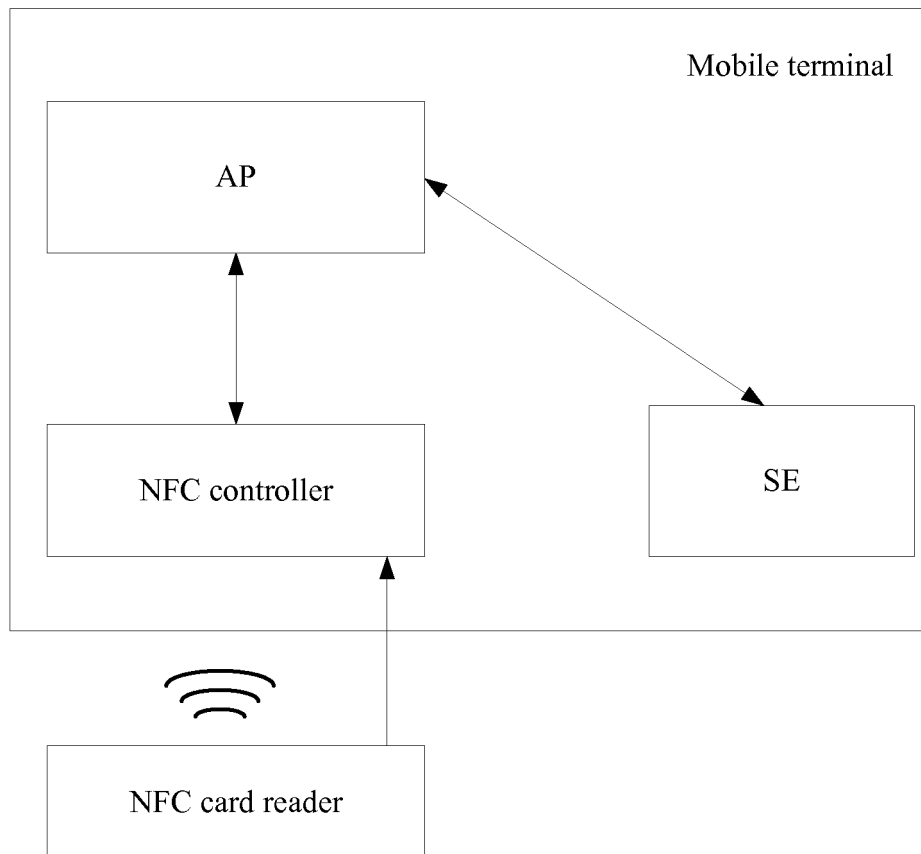 Mobile terminal
AP
NFC controller
SE
NFC card reader